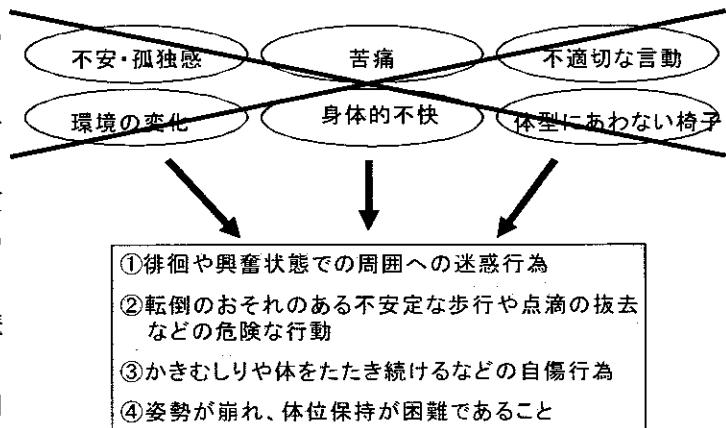 不安・孤独感
苦痛
不適切な言動
環境の変化
身体的不快
体型にあわない椅子
①徘徊や興奮状態での周囲への迷惑行為
②転倒のおそれのある不安定な歩行や点滴の抜去
などの危険な行動
③かきむしりや体をたたき続けるなどの自傷行為
④姿勢が崩れ、体位保持が困難であること